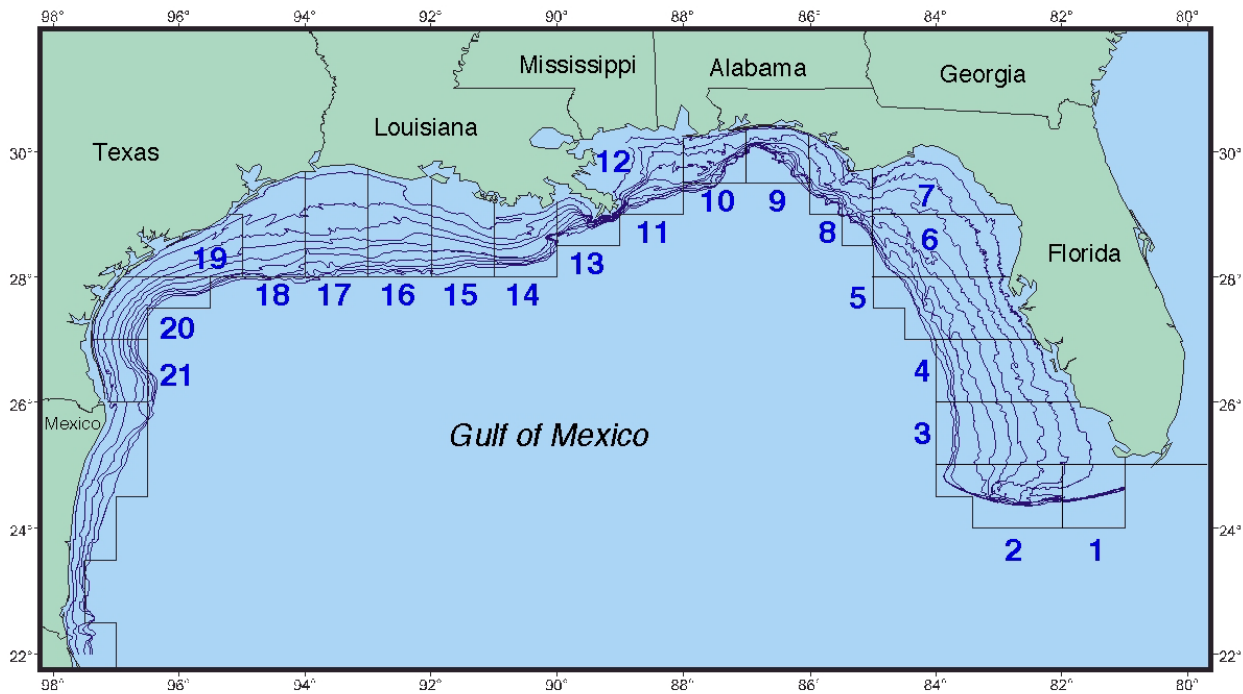 98° 96° 94° 92° 90° 88° 86° 84° 82° 80°
Mississippi Alabama Georgia
Louisiana
Texas
30° 12 30°
7
10 9
11 8 6
Florida
19 13
28° 28°
18 17 16 15 14 5
20
21 4
26° 26°
Mexico
Gulf of Mexico 3
24° 24°
2 1
22° 22°
98° 96° 94° 92° 90° 88° 86° 84° 82° 80°